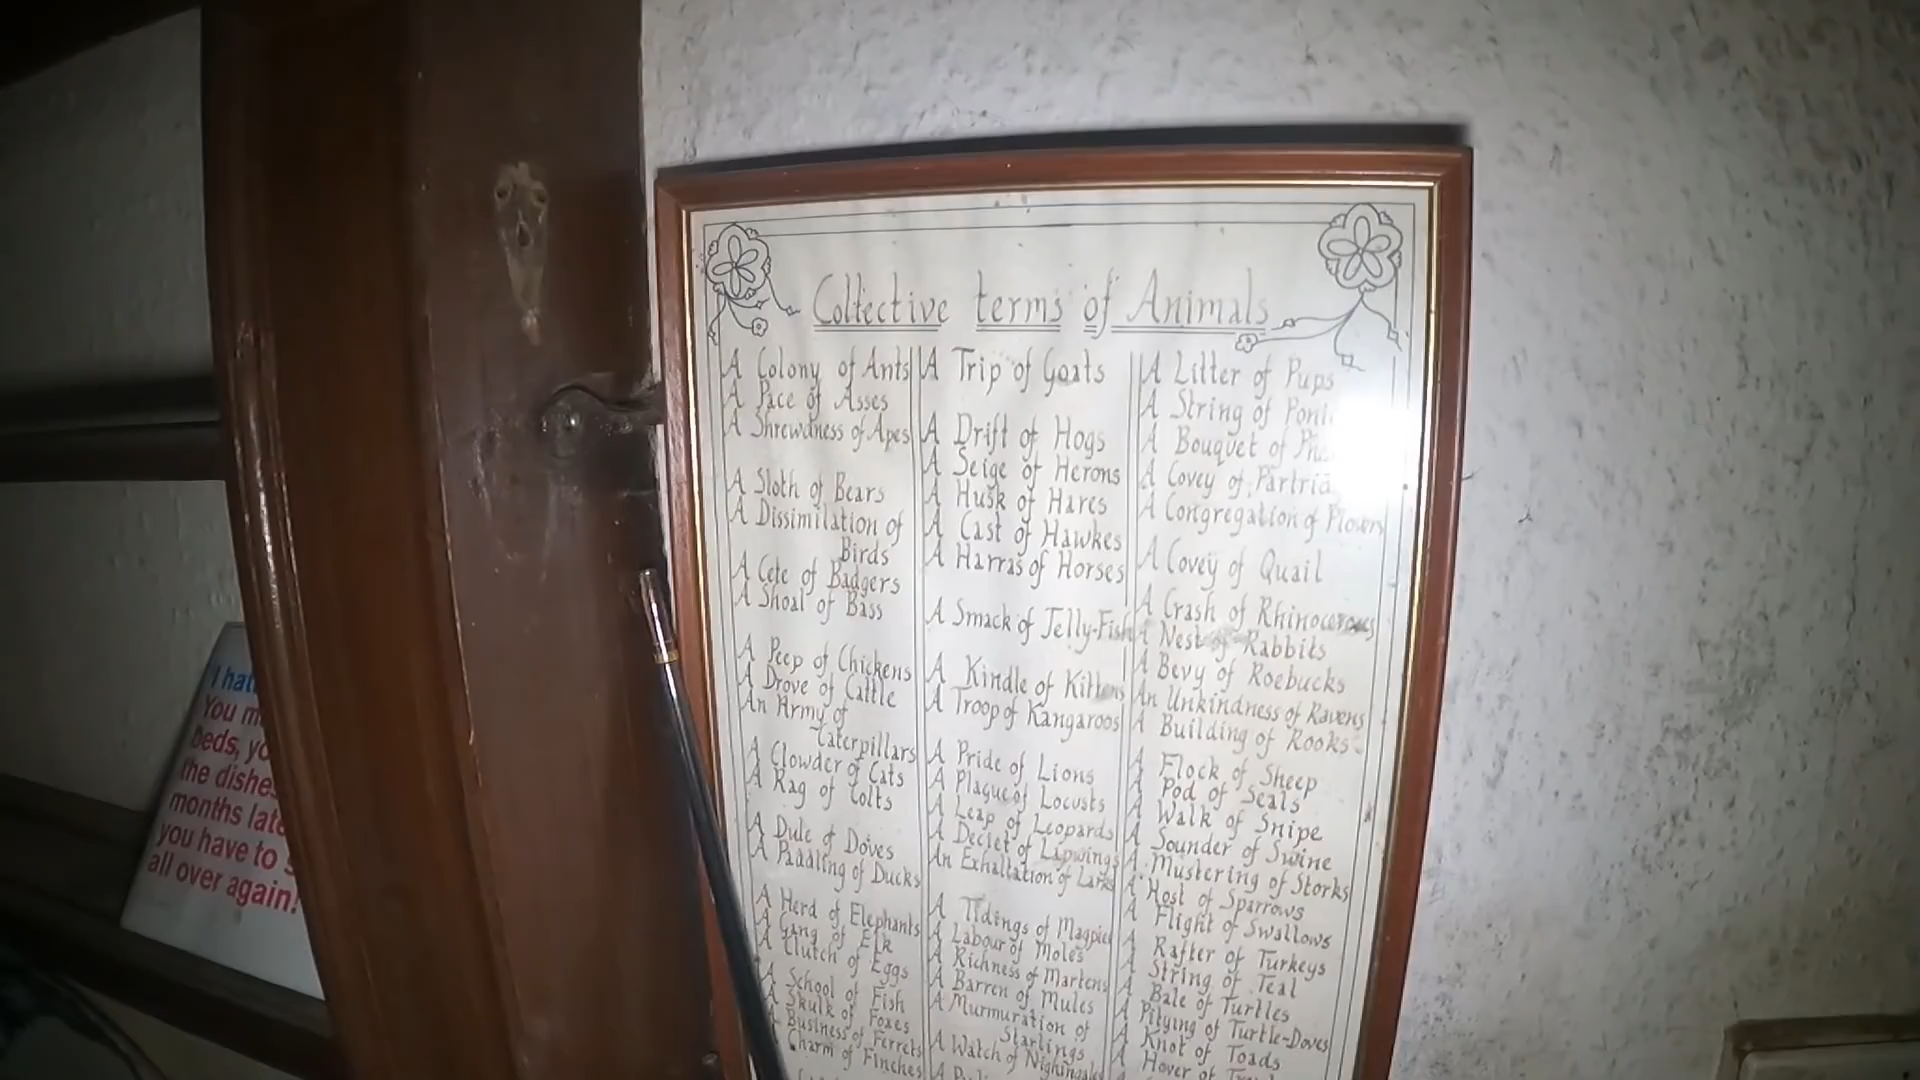 Collective terms of Animals
A Colony of Ants
A Pace of Asses
A Shrewdness of Apes
A Sloth of Bears
A Dissimilation of
Birds
A Cete of Badgers
A Shoal of Bass
A Peep of Chickens
A Drove of Cattle
An Army of
Caterpillars
A Clowder of Cats
A Rag of Colts
A Dule of Doves
A Paddling of Ducks
A Herd of Elephants
A Gang of Elk
A Clutch of Eggs
A School of Fish
A Skulk of Foxes
A Business of Ferrets
A Charm of Finches
A Trip of Goats
A Drift of Hogs
A Seige of Herons
A Husk of Hares
A Cast of Hawkes
A Harras of Horses
A Smack of Jelly-Fish
A Kindle of Kittens
A Troop of Kangaroos
A Pride of Lions
A Plague of Locusts
A Leap of Leopards
A Declet of Lapwings
An Exhaltation of Larks
A Tidings of Magpies
A Labour of Moles
A Richness of Martens
A Barren of Mules
A Murmuration of
Starlings
A Watch of Nightingales
A Litter of Pups
A String of
A Bouquet of
A Covey of
A Congregation of
A Covey of Quail
A Crash of
A Nest of Rabbits
A Bevy of Roebucks
An Unkindness of Ravens
A Building of Rooks
A Flock of Sheep
A Pod of Seals
A Walk of Snipe
A Sounder of Swine
A Mustering of Storks
A Host of Sparrows
A Flight of Swallows
A Rafter of Turkeys
A String of Teal
A Bale of Turtles
A Pitying of Turtle-Doves
A Knot of Toads
A Hover of
I hat
You m
beds, yo
the dishes
months late
you have to s
all over again!